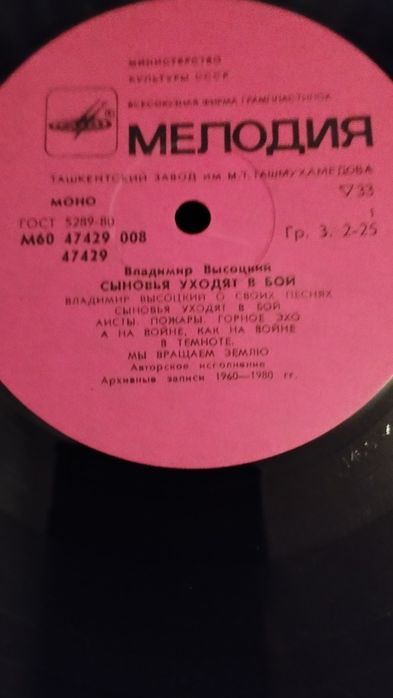 МИНИСТЕРСТВО
КУЛЬТУРЫ СССР
ВСЕСОЮЗНАЯ ФИРМА ГРАМПЛАСТИНОК
МЕЛОДИЯ
ТАШКЕНТСКИЙ ЗАВОД ИМ М.Т.ТАШМУХАМЕДОВА
МОНО
▽33
ГОСТ 5289-80
1
М60 47429 008
Гр. 3. 2-25
47429
Владимир Высоцкий
СЫНОВЬЯ УХОДЯТ В БОЙ
ВЛАДИМИР ВЫСОЦКИЙ О СВОИХ ПЕСНЯХ
СЫНОВЬЯ УХОДЯТ В БОЙ
АИСТЫ. ПОЖАРЫ. ГОРНОЕ ЭХО
А НА ВОЙНЕ, КАК НА ВОЙНЕ
В ТЕМНОТЕ.
МЫ ВРАЩАЕМ ЗЕМЛЮ
Авторское исполнение
Архивные записи 1960—1980 гг.